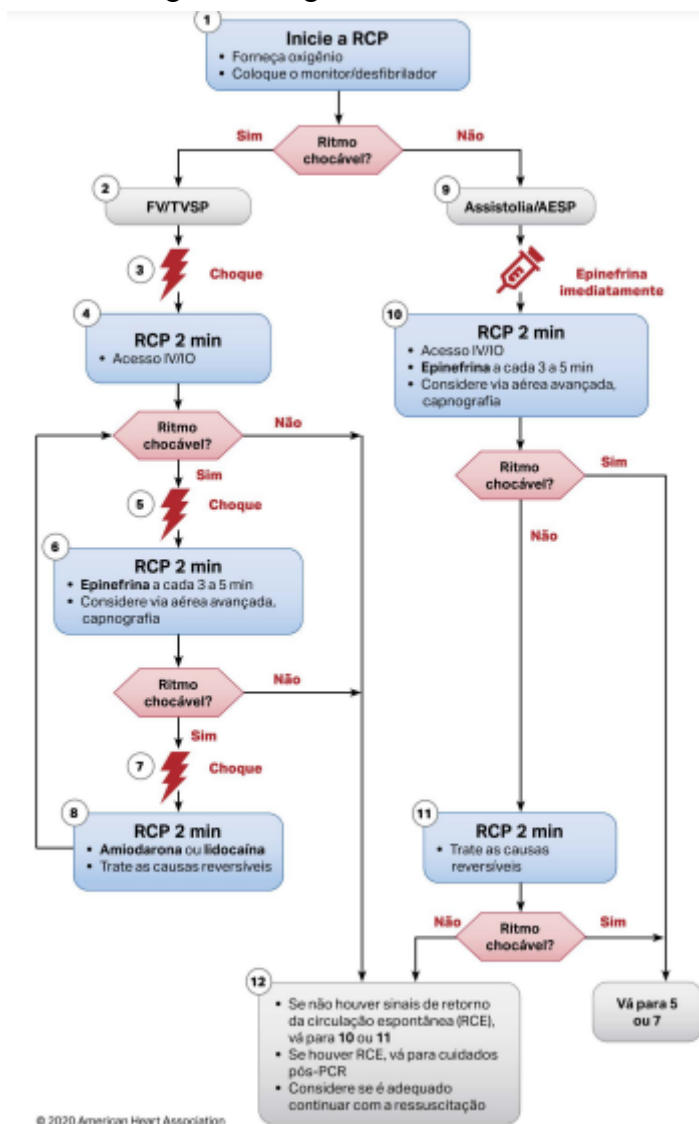 1
Inicie a RCP
• Forneça oxigênio
• Coloque o monitor/desfibrilador
Sim
Ritmo
chocável?
Não
2
FV/TVSP
3
Choque
4
RCP 2 min
• Acesso IV/IO
Ritmo
chocável?
Não
Sim
5
Choque
6
RCP 2 min
• Epinefrina a cada 3 a 5 min
• Considere via aérea avançada,
capnografia
Ritmo
chocável?
Não
Sim
7
Choque
8
RCP 2 min
• Amiodarona ou lidocaína
• Trate as causas reversíveis
9
Assistolia/AESP
Epinefrina
imediatamente
10
RCP 2 min
• Acesso IV/IO
• Epinefrina a cada 3 a 5 min
• Considere via aérea avançada,
capnografia
Ritmo
chocável?
Sim
Não
11
RCP 2 min
• Trate as causas
reversíveis
Não
Ritmo
chocável?
Sim
12
• Se não houver sinais de retorno
da circulação espontânea (RCE),
vá para 10 ou 11
• Se houver RCE, vá para cuidados
pós-PCR
• Considere se é adequado
continuar com a ressuscitação
Vá para 5
ou 7
© 2020 American Heart Association